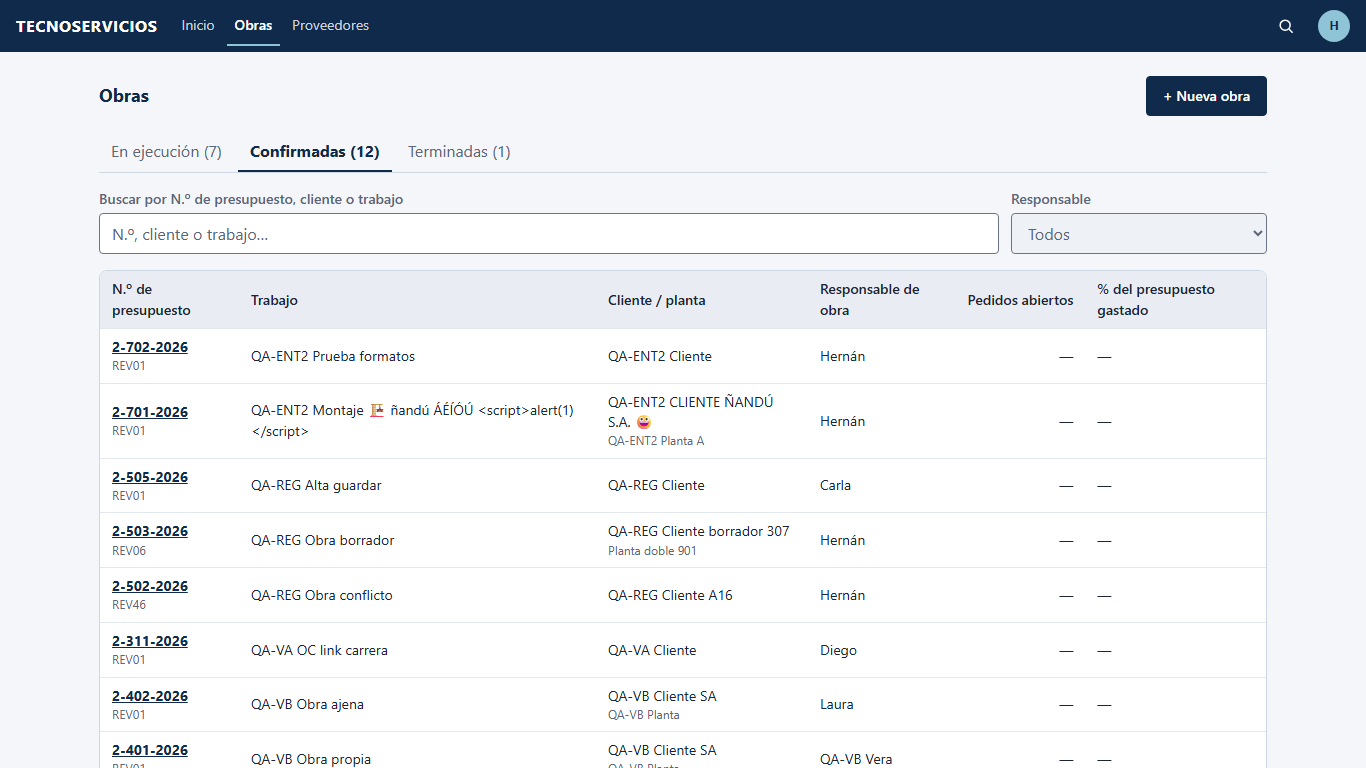 TECNOSERVICIOS Inicio Obras Proveedores H
Obras
+ Nueva obra
En ejecución (7) Confirmadas (12) Terminadas (1)
Buscar por N.º de presupuesto, cliente o trabajo
Responsable
N.º, cliente o trabajo...
Todos
N.º de presupuesto
Trabajo
Cliente / planta
Responsable de obra
Pedidos abiertos
% del presupuesto gastado
2-702-2026
REV01
QA-ENT2 Prueba formatos
QA-ENT2 Cliente
Hernán
—
—
2-701-2026
REV01
QA-ENT2 Montaje 🏗️ ñandú ÁÉÍÓÚ <script>alert(1)
</script>
QA-ENT2 CLIENTE ÑANDÚ
S.A. 😀
QA-ENT2 Planta A
Hernán
—
—
2-505-2026
REV01
QA-REG Alta guardar
QA-REG Cliente
Carla
—
—
2-503-2026
REV06
QA-REG Obra borrador
QA-REG Cliente borrador 307
Planta doble 901
Hernán
—
—
2-502-2026
REV46
QA-REG Obra conflicto
QA-REG Cliente A16
Hernán
—
—
2-311-2026
REV01
QA-VA OC link carrera
QA-VA Cliente
Diego
—
—
2-402-2026
REV01
QA-VB Obra ajena
QA-VB Cliente SA
QA-VB Planta
Laura
—
—
2-401-2026
REV01
QA-VB Obra propia
QA-VB Cliente SA
QA-VB Planta
QA-VB Vera
—
—